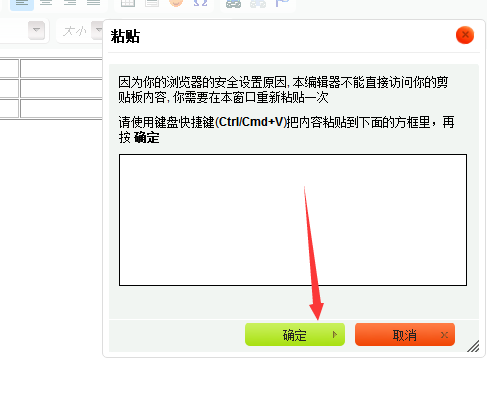 大小
粘贴
因为你的浏览器的安全设置原因, 本编辑器不能直接访问你的剪
贴板内容, 你需要在本窗口重新粘贴一次
请使用键盘快捷键(Ctrl/Cmd+V)把内容粘贴到下面的方框里，再
按 确定
确定
取消